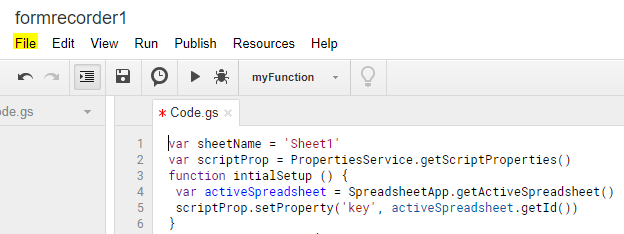 formrecorder1
File Edit View Run Publish Resources Help
myFunction
de.gs
* Code.gs ×
1 var sheetName = 'Sheet1'
2 var scriptProp = PropertiesService.getScriptProperties()
3 function intialSetup () {
4 var activeSpreadsheet = SpreadsheetApp.getActiveSpreadsheet()
5 scriptProp.setProperty('key', activeSpreadsheet.getId())
6 }